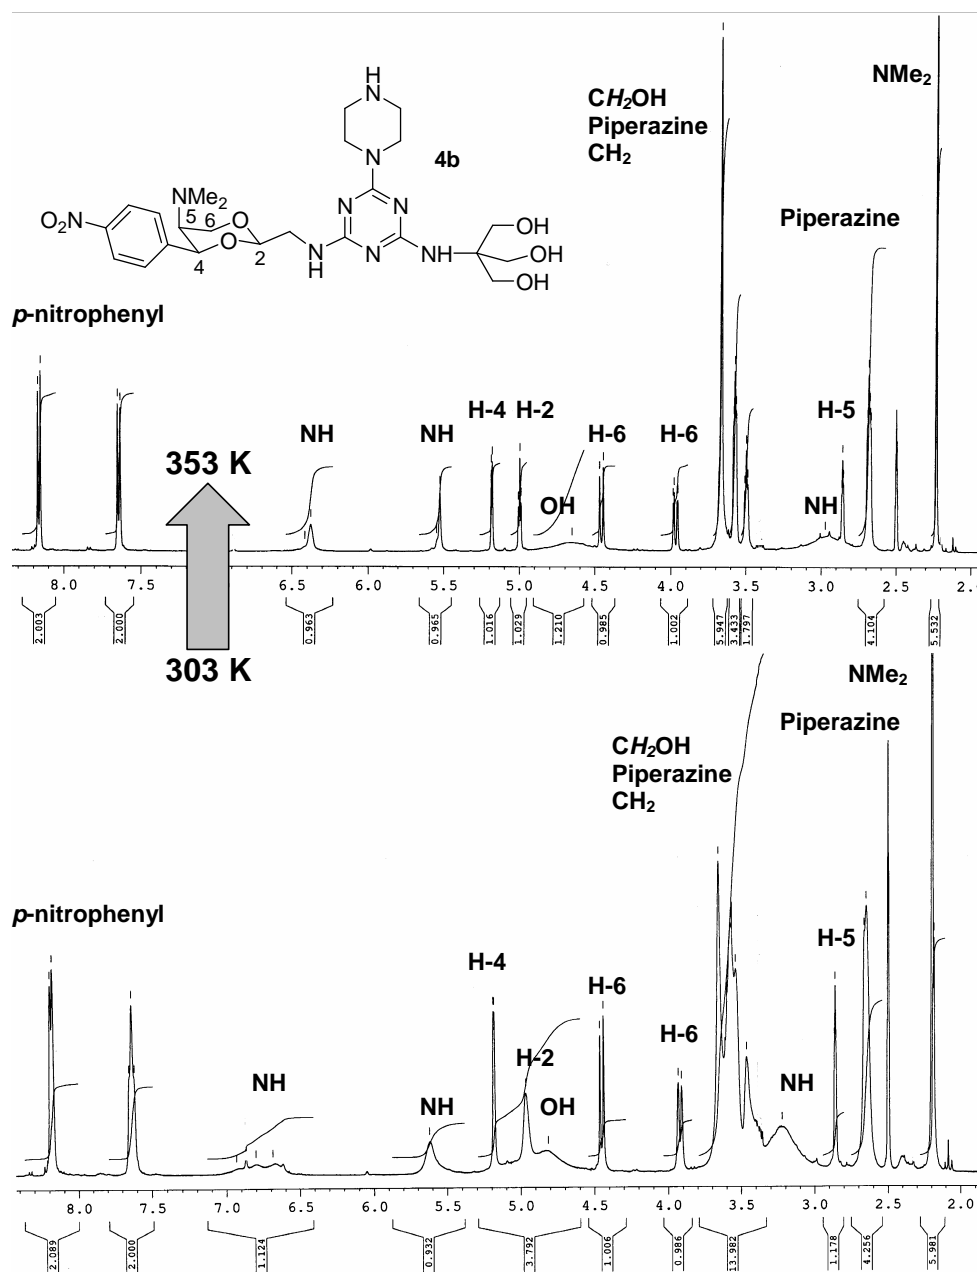 NMe2
CH2OH
Piperazine
CH2
H
N
4b
N
NMe2
Piperazine
NO2
5
6
O
O
4
2
N
H
N
N
N
NH
OH
OH
OH
p-nitrophenyl
H-4
H-2
H-5
NH
NH
H-6
H-6
353 K
OH
NH
8.0 7.5 6.5 6.0 5.5 5.0 4.5 4.0 3.5 3.0 2.5 2.0
2.003 2.000 0.963 0.965 1.016 1.029 1.210 0.985 1.002 5.947 3.433 1.797 4.104 5.532
303 K
NMe2
Piperazine
CH2OH
Piperazine
CH2
p-nitrophenyl
H-5
H-4
H-6
H-6
H-2
NH
NH
OH
NH
8.0 7.5 7.0 6.5 6.0 5.5 5.0 4.5 4.0 3.5 3.0 2.5 2.0
2.089 2.000 1.124 0.932 3.792 1.006 0.986 13.982 1.178 4.256 5.981